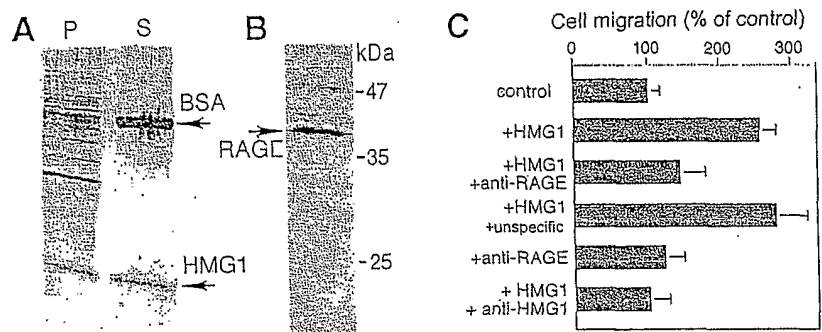 A
P
S
BSA
HMG1
B
kDa
-47
RAGE
-35
-25
C
Cell migration (% of control)
0 100 200 300
control
+HMG1
+HMG1
+anti-RAGE
+HMG1
+unspecific
+anti-RAGE
+ HMG1
+ anti-HMG1